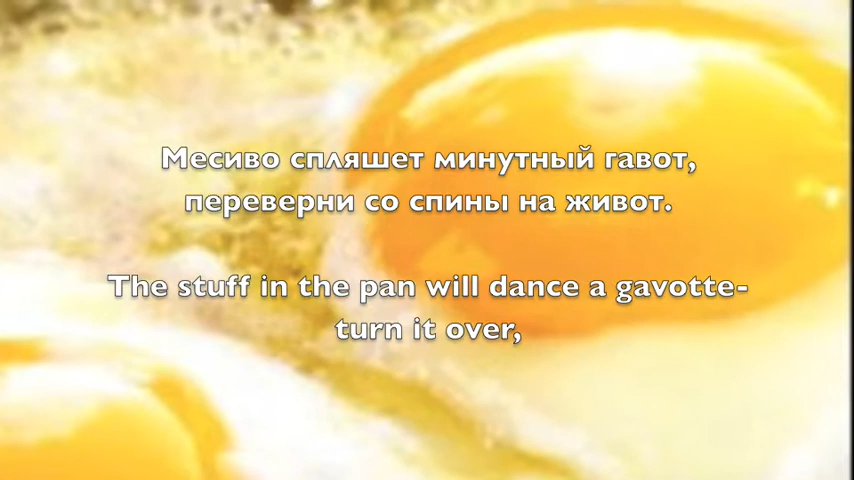 Месиво спляшет минутный гавот,
переверни со спины на живот.
The stuff in the pan will dance a gavotte-
turn it over,